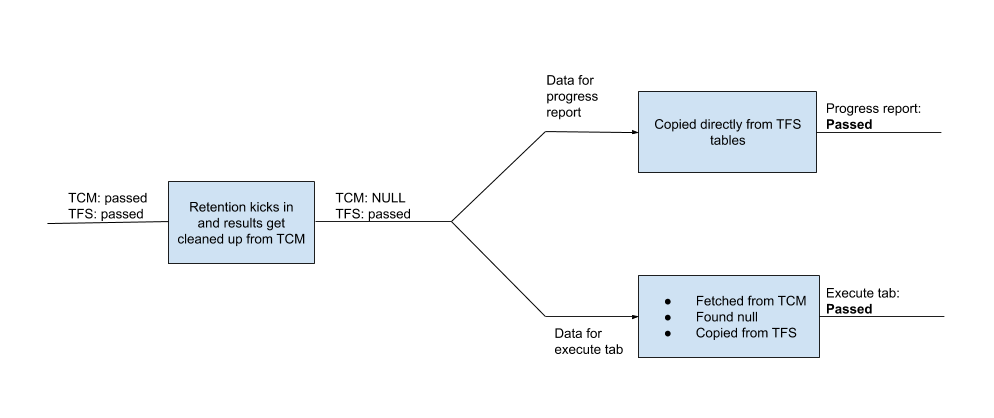 TCM: passed
TFS: passed
Retention kicks in
and results get
cleaned up from TCM
TCM: NULL
TFS: passed
Data for
progress
report
Copied directly from TFS
tables
Progress report:
Passed
Data for
execute tab
● Fetched from TCM
● Found null
● Copied from TFS
Execute tab:
Passed